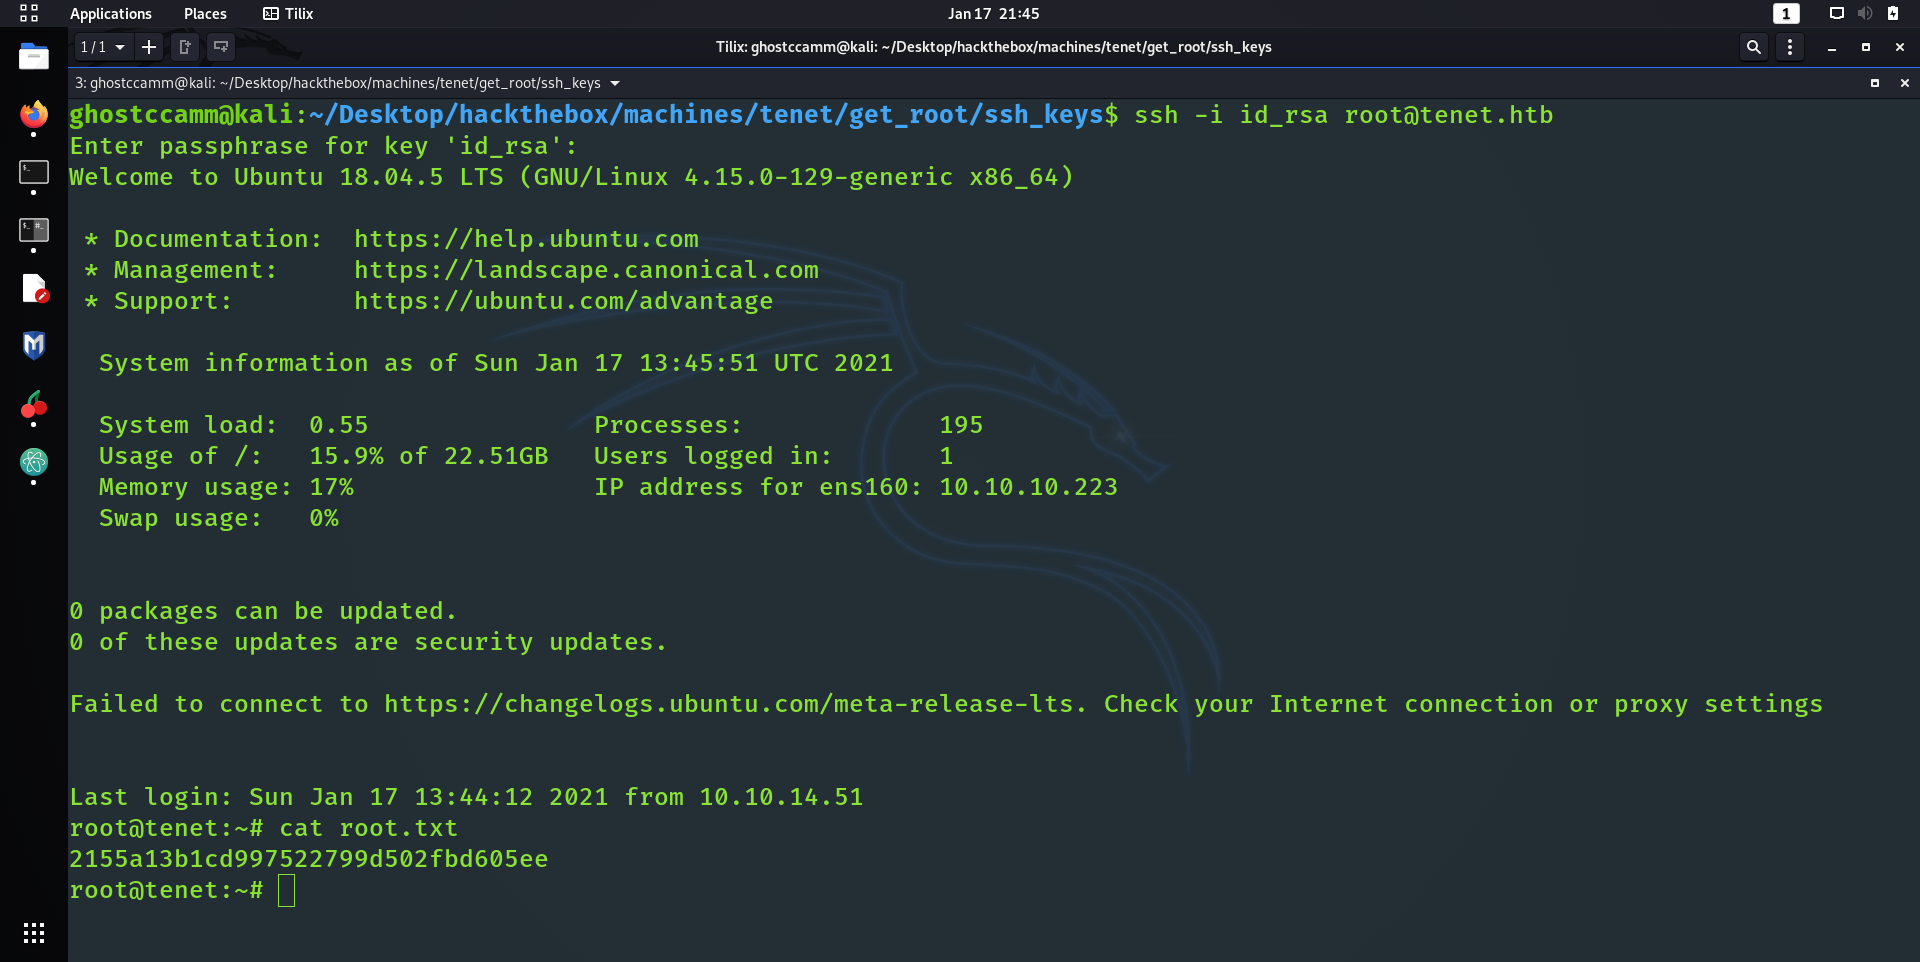 Applications Places Tilix Jan 17 21:45 1
1 / 1 Tilix: ghostccamm@kali: ~/Desktop/hackthebox/machines/tenet/get_root/ssh_keys
3: ghostccamm@kali: ~/Desktop/hackthebox/machines/tenet/get_root/ssh_keys
ghostccamm@kali:~/Desktop/hackthebox/machines/tenet/get_root/ssh_keys$ ssh -i id_rsa root@tenet.htb
Enter passphrase for key 'id_rsa':
Welcome to Ubuntu 18.04.5 LTS (GNU/Linux 4.15.0-129-generic x86_64)
* Documentation:  https://help.ubuntu.com
* Management:     https://landscape.canonical.com
* Support:        https://ubuntu.com/advantage
System information as of Sun Jan 17 13:45:51 UTC 2021
System load:  0.55               Processes:             195
Usage of /:   15.9% of 22.51GB   Users logged in:       1
Memory usage: 17%                IP address for ens160: 10.10.10.223
Swap usage:   0%
0 packages can be updated.
0 of these updates are security updates.
Failed to connect to https://changelogs.ubuntu.com/meta-release-lts. Check your Internet connection or proxy settings
Last login: Sun Jan 17 13:44:12 2021 from 10.10.14.51
root@tenet:~# cat root.txt
2155a13b1cd997522799d502fbd605ee
root@tenet:~#